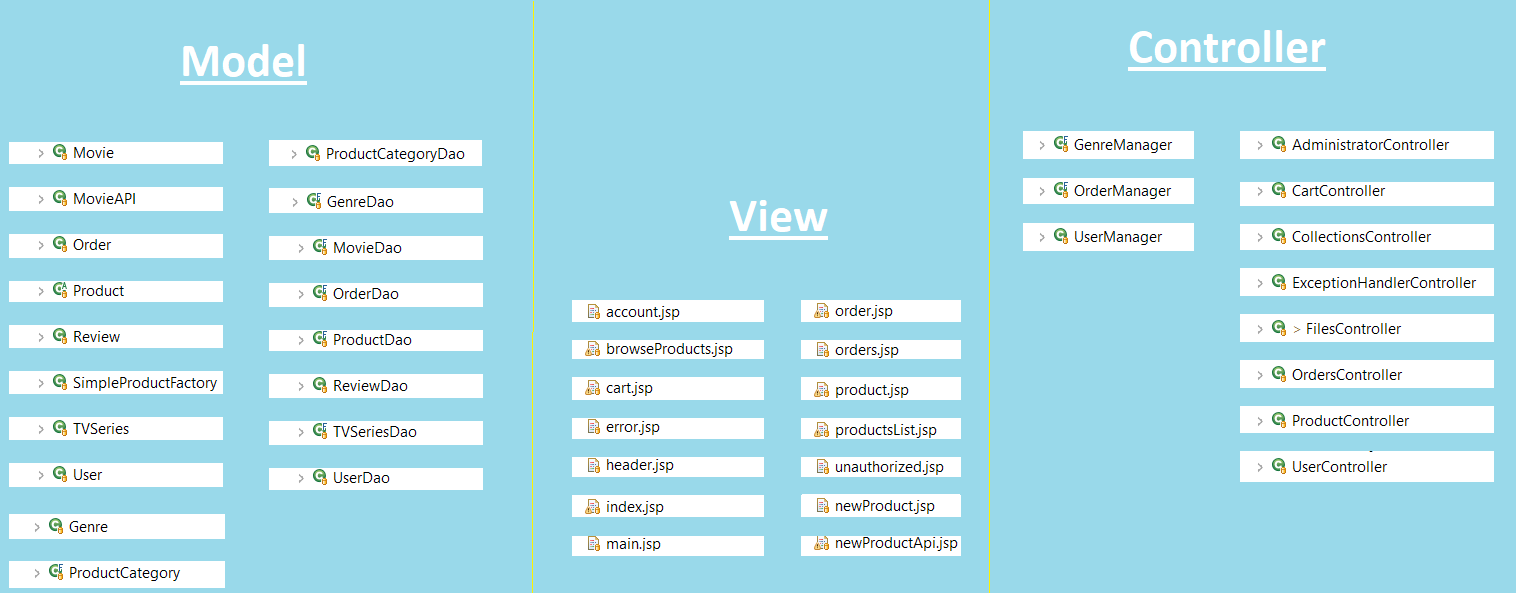 Model
Movie
MovieAPI
Order
Product
Review
SimpleProductFactory
TVSeries
User
Genre
ProductCategory
ProductCategoryDao
GenreDao
MovieDao
OrderDao
ProductDao
ReviewDao
TVSeriesDao
UserDao
View
account.jsp
browseProducts.jsp
cart.jsp
error.jsp
header.jsp
index.jsp
main.jsp
order.jsp
orders.jsp
product.jsp
productsList.jsp
unauthorized.jsp
newProduct.jsp
newProductApi.jsp
Controller
GenreManager
OrderManager
UserManager
AdministratorController
CartController
CollectionsController
ExceptionHandlerController
> FilesController
OrdersController
ProductController
UserController